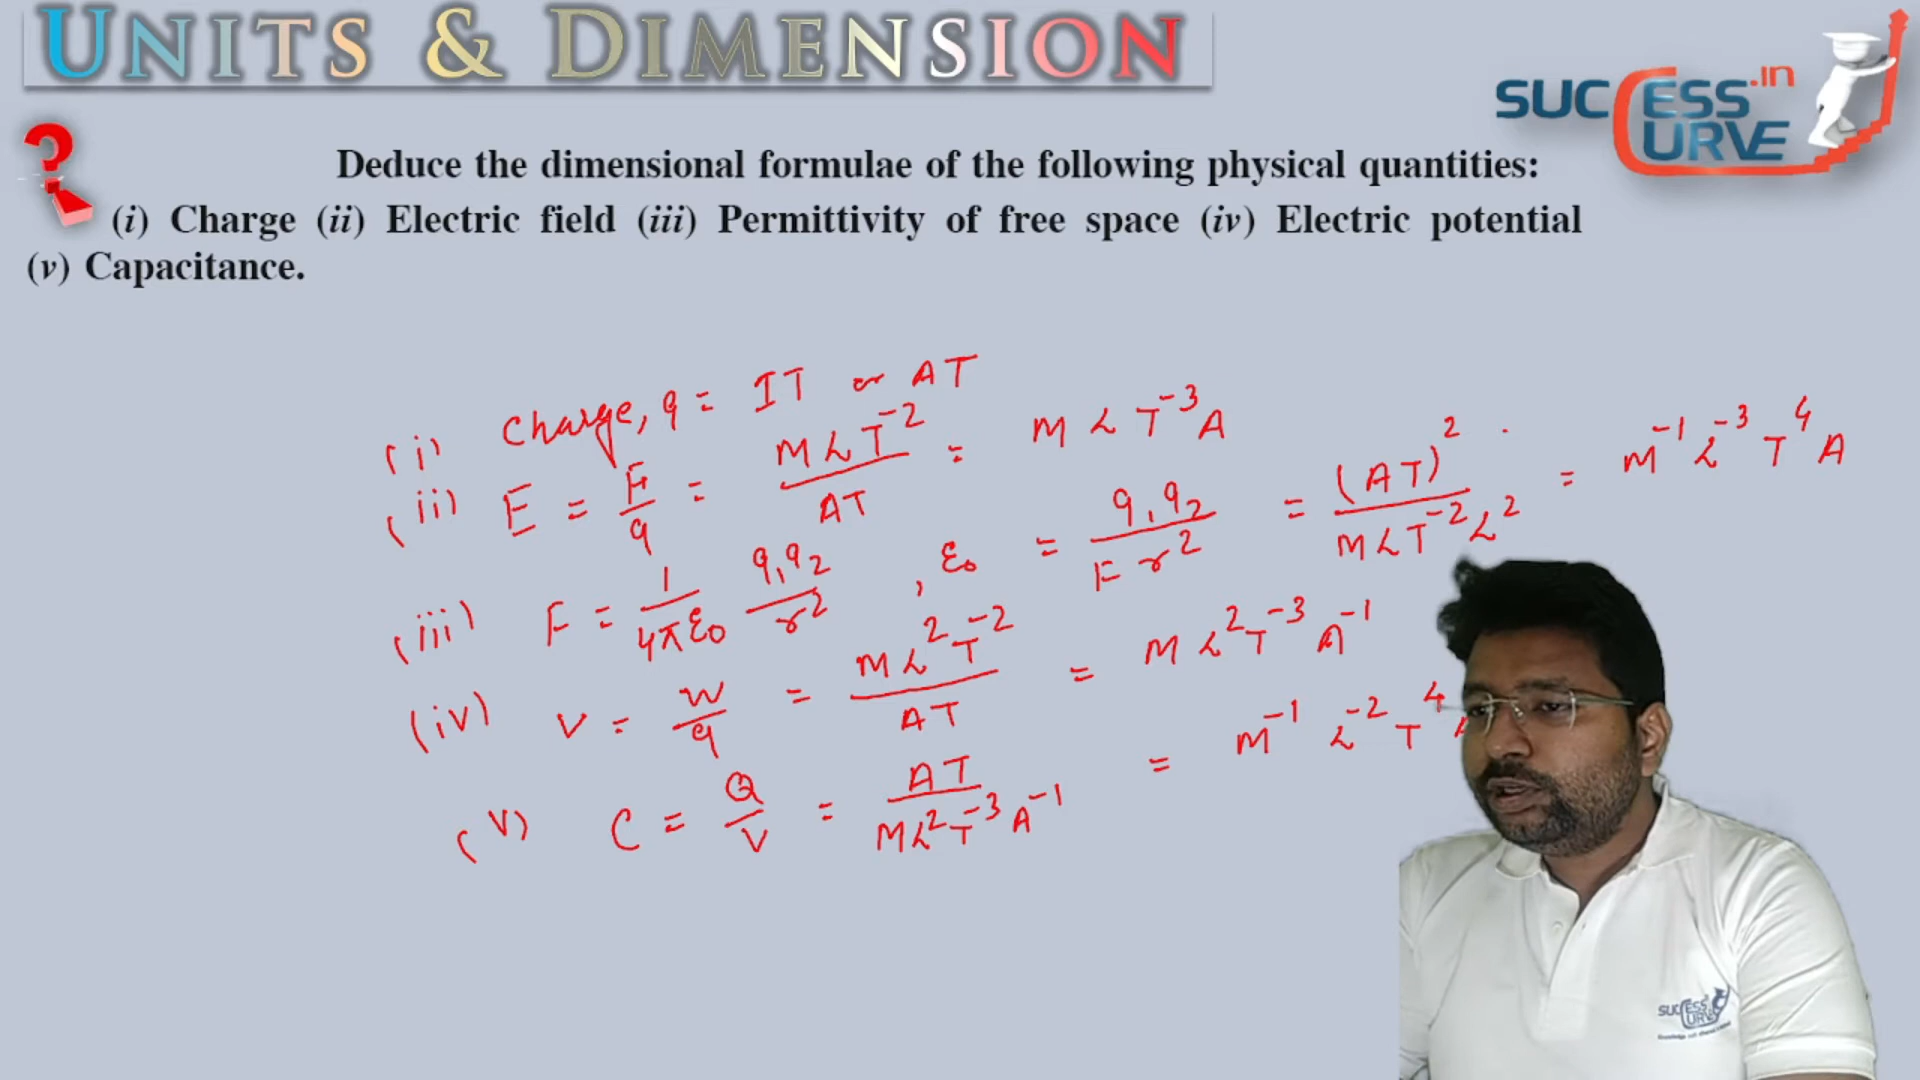 UNITS & DIMENSION
SUCCESS CURVE .in
Deduce the dimensional formulae of the following physical quantities:
(i) Charge (ii) Electric field (iii) Permittivity of free space (iv) Electric potential
(v) Capacitance.
(i) Charge, q = IT or AT
(ii) E = F/q = MLT⁻²/AT = MLT⁻³A
(iii) F = 1/4πε₀ q₁q₂/r², ε₀ = q₁q₂/Fr² = (AT)²/MLT⁻²L² = M⁻¹L⁻³T⁴A
(iv) V = W/q = ML²T⁻²/AT = ML²T⁻³A⁻¹
(v) C = Q/V = AT/ML²T⁻³A⁻¹ = M⁻¹L⁻²T⁴
SUCCESS CURVE